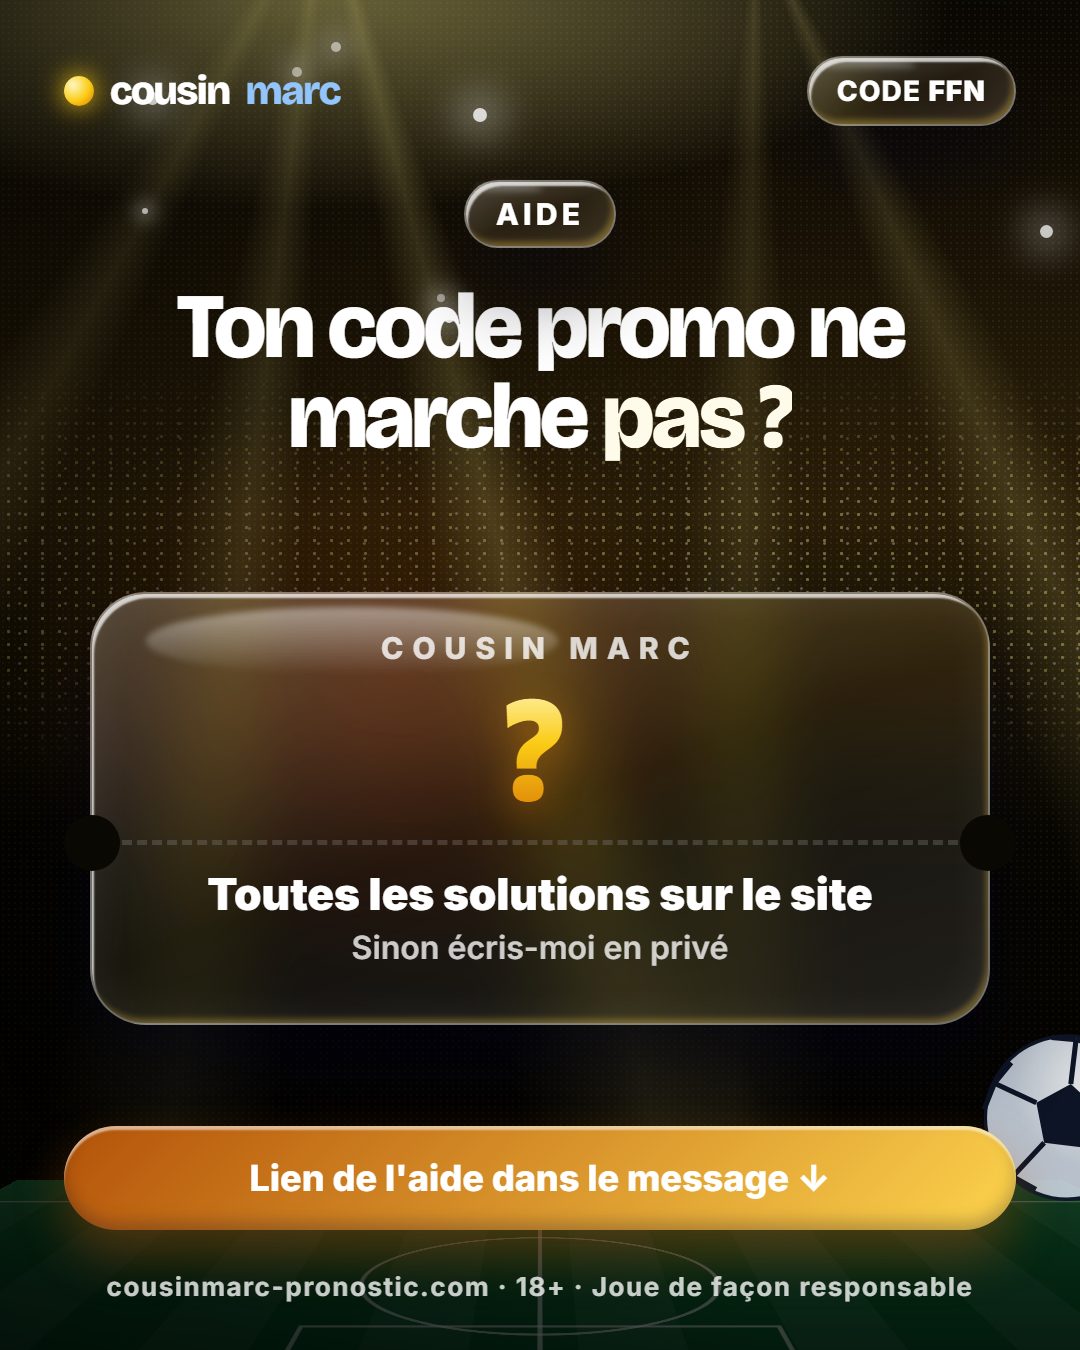 cousin marc
CODE FFN
AIDE
Ton code promo ne
marche pas ?
COUSIN MARC
?
Toutes les solutions sur le site
Sinon écris-moi en privé
Lien de l'aide dans le message ↓
cousinmarc-pronostic.com · 18+ · Joue de façon responsable